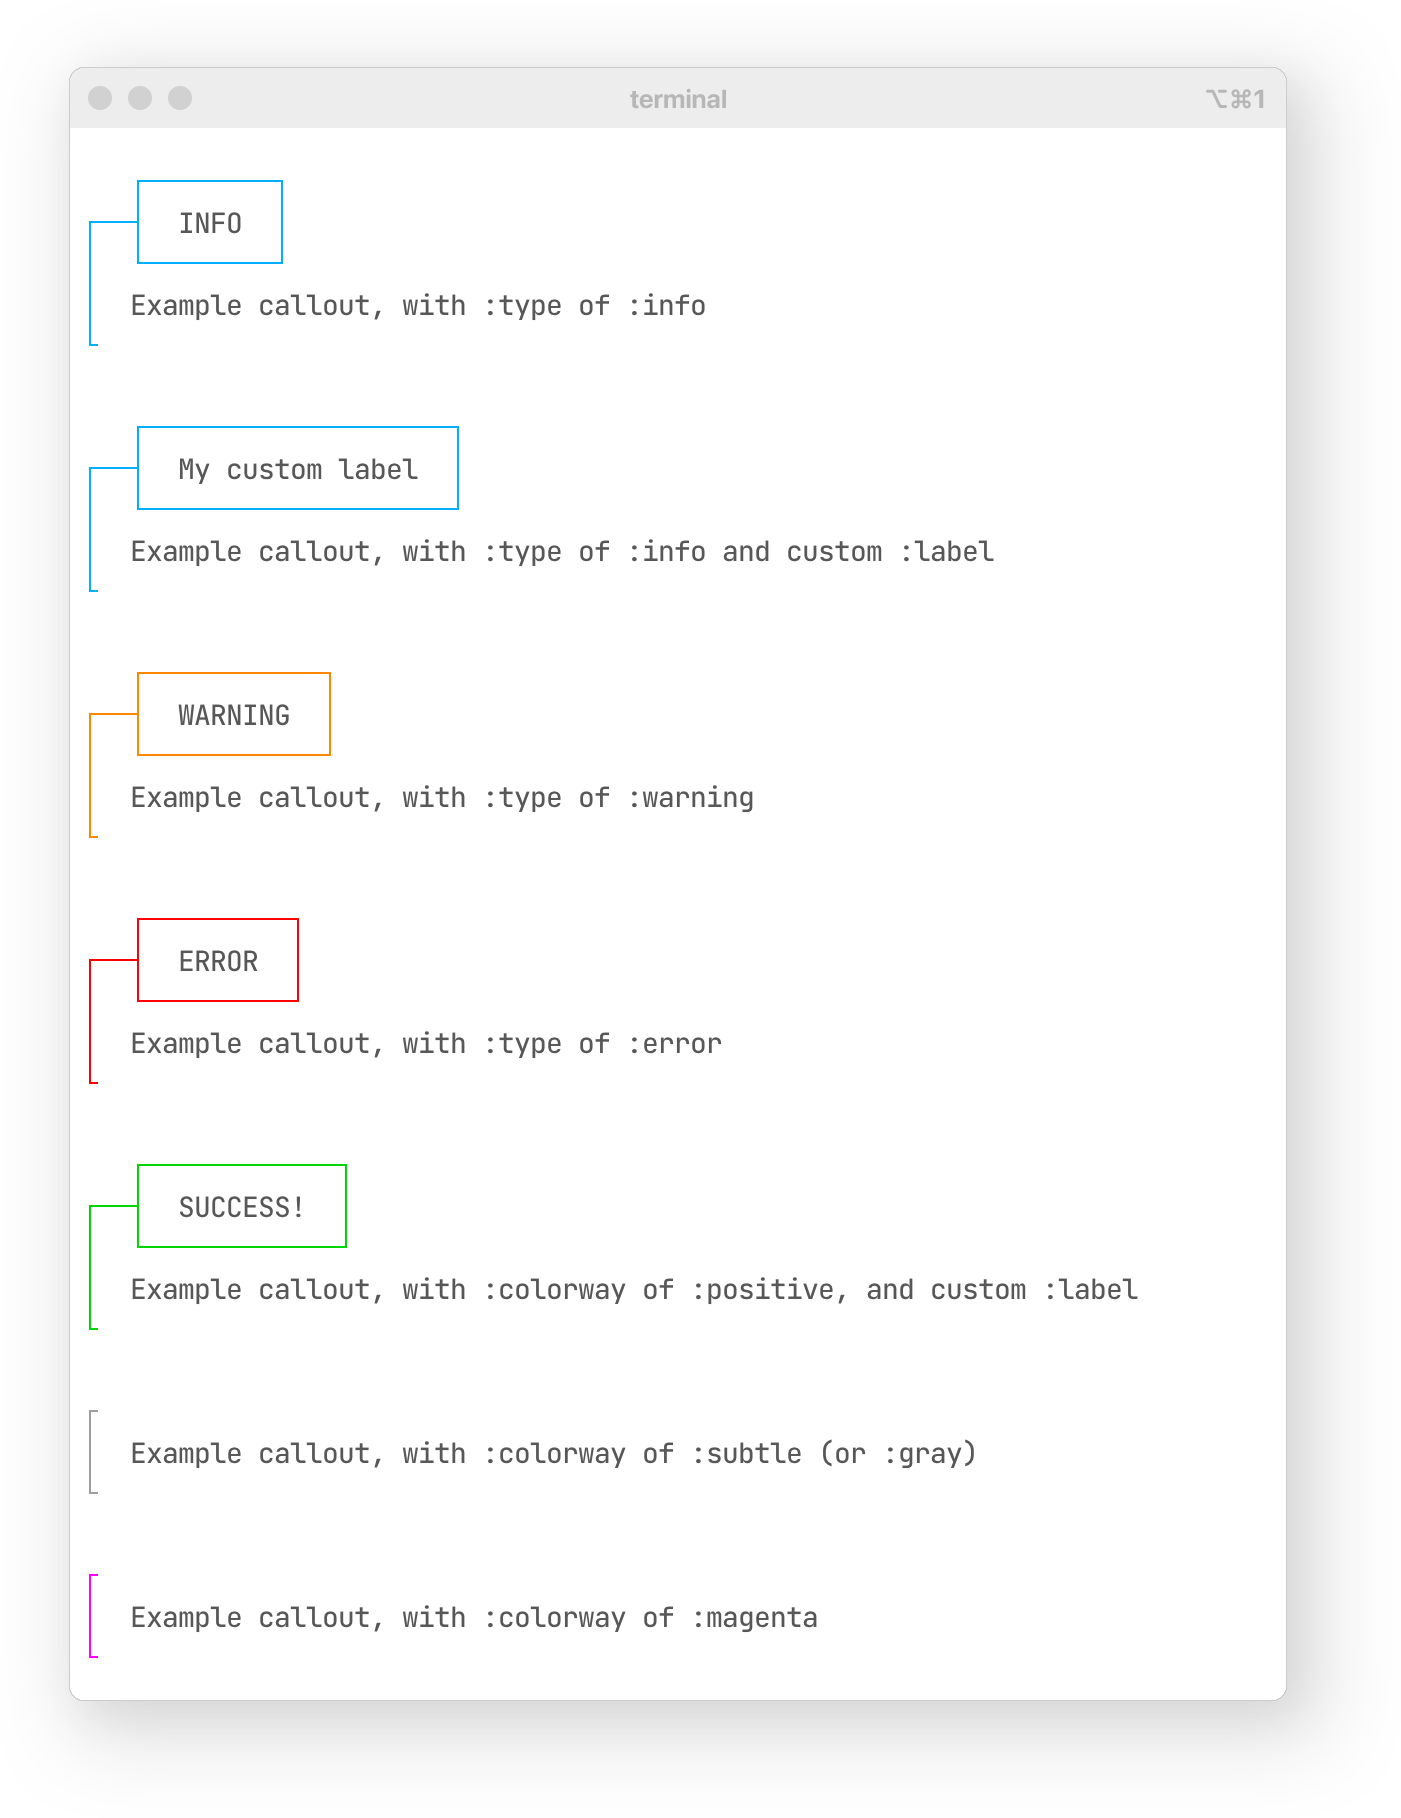 terminal ⌥⌘1
INFO
Example callout, with :type of :info
My custom label
Example callout, with :type of :info and custom :label
WARNING
Example callout, with :type of :warning
ERROR
Example callout, with :type of :error
SUCCESS!
Example callout, with :colorway of :positive, and custom :label
Example callout, with :colorway of :subtle (or :gray)
Example callout, with :colorway of :magenta